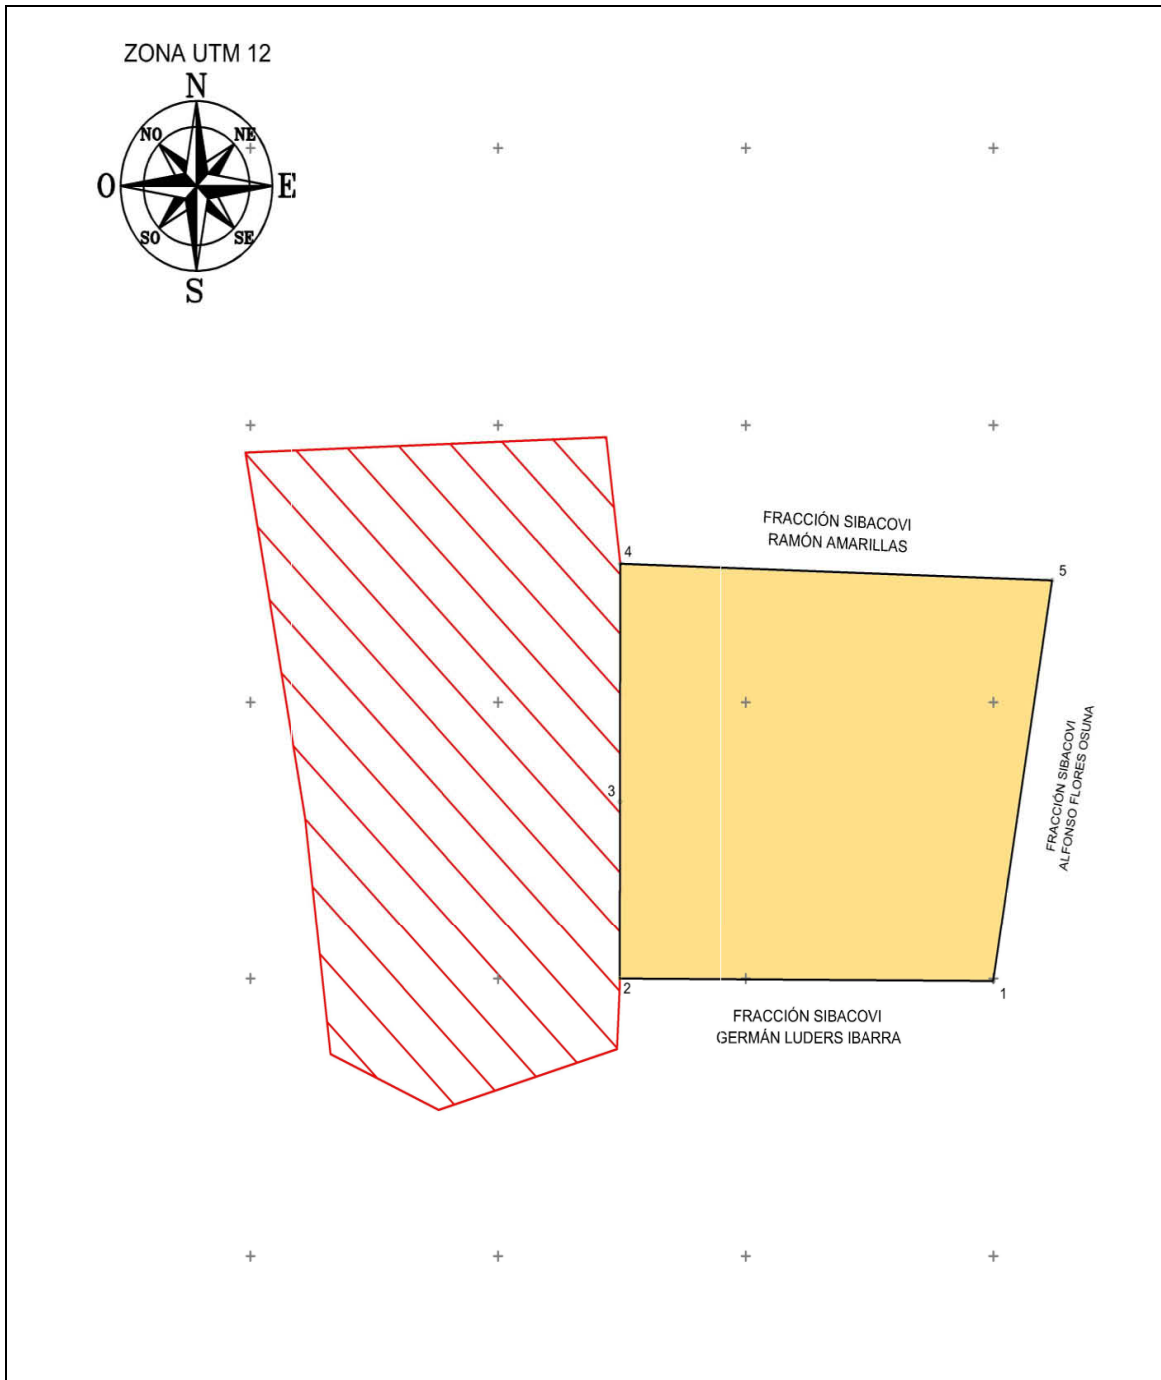 ZONA UTM 12
N
NO
NE
O
E
SO
SE
S
FRACCIÓN SIBACOVI
RAMÓN AMARILLAS
4
5
FRACCIÓN SIBACOVI
ALFONSO FLORES OSUNA
3
2
1
FRACCIÓN SIBACOVI
GERMÁN LUDERS IBARRA